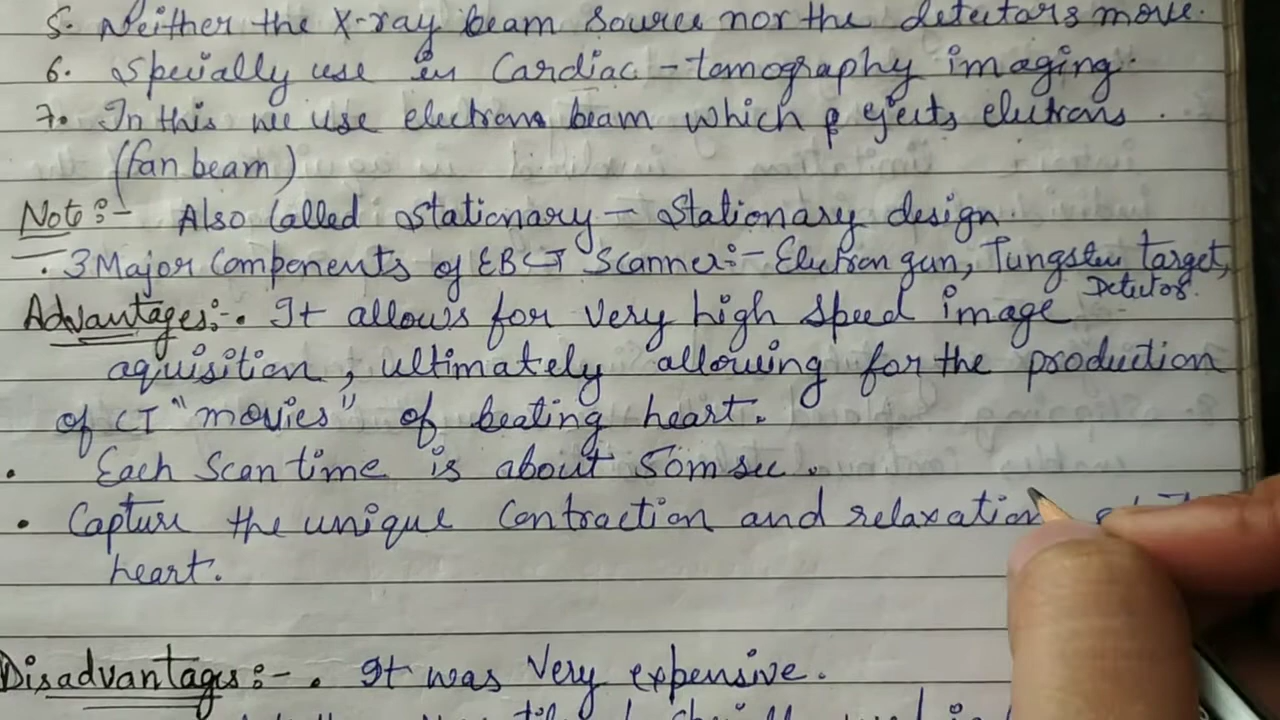 5. Neither the X-ray beam source nor the detectors move.
6. Specially use in Cardiac - tomography imaging.
7. In this we use electrons beam which ejects electrons.
(fan beam)
Note:- Also Called Stationary - Stationary design.
. 3 Major Components of EBCT Scanner:- Electron gun, Tungsten target,
Detector.
Advantages:- . It allows for very high speed image
aquisition, ultimately allowing for the production
of CT "movies" of beating heart.
. Each Scan time is about 50msec.
. Capture the unique contraction and relaxation
heart.
Disadvantages:- . It was very expensive.